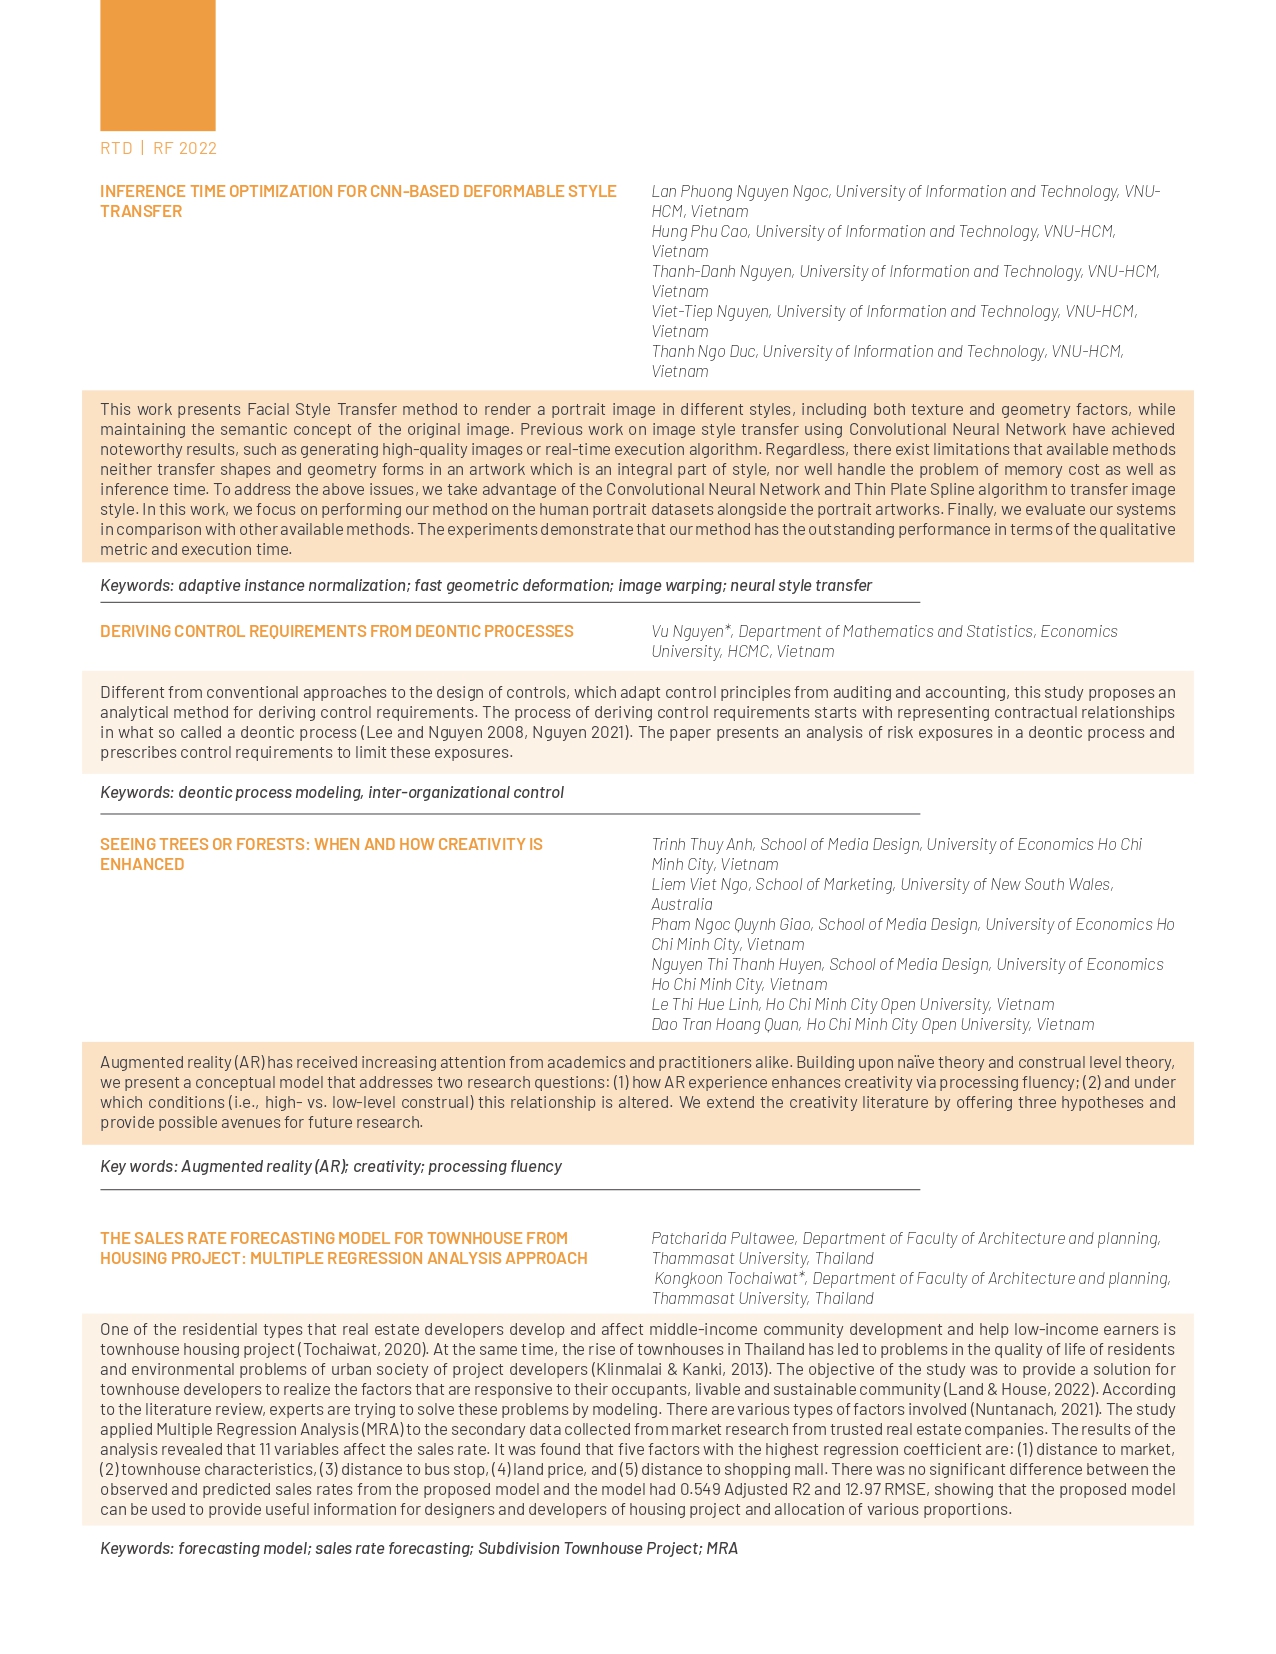 RTD | RF 2022
INFERENCE TIME OPTIMIZATION FOR CNN-BASED DEFORMABLE STYLE
TRANSFER
Lan Phuong Nguyen Ngoc, University of Information and Technology, VNU-
HCM, Vietnam
Hung Phu Cao, University of Information and Technology, VNU-HCM,
Vietnam
Thanh-Danh Nguyen, University of Information and Technology, VNU-HCM,
Vietnam
Viet-Tiep Nguyen, University of Information and Technology, VNU-HCM,
Vietnam
Thanh Ngo Duc, University of Information and Technology, VNU-HCM,
Vietnam
This work presents Facial Style Transfer method to render a portrait image in different styles, including both texture and geometry factors, while
maintaining the semantic concept of the original image. Previous work on image style transfer using Convolutional Neural Network have achieved
noteworthy results, such as generating high-quality images or real-time execution algorithm. Regardless, there exist limitations that available methods
neither transfer shapes and geometry forms in an artwork which is an integral part of style, nor well handle the problem of memory cost as well as
inference time. To address the above issues, we take advantage of the Convolutional Neural Network and Thin Plate Spline algorithm to transfer image
style. In this work, we focus on performing our method on the human portrait datasets alongside the portrait artworks. Finally, we evaluate our systems
in comparison with other available methods. The experiments demonstrate that our method has the outstanding performance in terms of the qualitative
metric and execution time.
Keywords: adaptive instance normalization; fast geometric deformation; image warping; neural style transfer
DERIVING CONTROL REQUIREMENTS FROM DEONTIC PROCESSES
Vu Nguyen*, Department of Mathematics and Statistics, Economics
University, HCMC, Vietnam
Different from conventional approaches to the design of controls, which adapt control principles from auditing and accounting, this study proposes an
analytical method for deriving control requirements. The process of deriving control requirements starts with representing contractual relationships
in what so called a deontic process (Lee and Nguyen 2008, Nguyen 2021). The paper presents an analysis of risk exposures in a deontic process and
prescribes control requirements to limit these exposures.
Keywords: deontic process modeling, inter-organizational control
SEEING TREES OR FORESTS: WHEN AND HOW CREATIVITY IS
ENHANCED
Trinh Thuy Anh, School of Media Design, University of Economics Ho Chi
Minh City, Vietnam
Liem Viet Ngo, School of Marketing, University of New South Wales,
Australia
Pham Ngoc Quynh Giao, School of Media Design, University of Economics Ho
Chi Minh City, Vietnam
Nguyen Thi Thanh Huyen, School of Media Design, University of Economics
Ho Chi Minh City, Vietnam
Le Thi Hue Linh, Ho Chi Minh City Open University, Vietnam
Dao Tran Hoang Quan, Ho Chi Minh City Open University, Vietnam
Augmented reality (AR) has received increasing attention from academics and practitioners alike. Building upon naïve theory and construal level theory,
we present a conceptual model that addresses two research questions: (1) how AR experience enhances creativity via processing fluency; (2) and under
which conditions (i.e., high- vs. low-level construal) this relationship is altered. We extend the creativity literature by offering three hypotheses and
provide possible avenues for future research.
Key words: Augmented reality (AR); creativity; processing fluency
THE SALES RATE FORECASTING MODEL FOR TOWNHOUSE FROM
HOUSING PROJECT: MULTIPLE REGRESSION ANALYSIS APPROACH
Patcharida Pultawee, Department of Faculty of Architecture and planning,
Thammasat University, Thailand
Kongkoon Tochaiwat*, Department of Faculty of Architecture and planning,
Thammasat University, Thailand
One of the residential types that real estate developers develop and affect middle-income community development and help low-income earners is
townhouse housing project (Tochaiwat, 2020). At the same time, the rise of townhouses in Thailand has led to problems in the quality of life of residents
and environmental problems of urban society of project developers (Klinmalai & Kanki, 2013). The objective of the study was to provide a solution for
townhouse developers to realize the factors that are responsive to their occupants, livable and sustainable community (Land & House, 2022). According
to the literature review, experts are trying to solve these problems by modeling. There are various types of factors involved (Nuntanach, 2021). The study
applied Multiple Regression Analysis (MRA) to the secondary data collected from market research from trusted real estate companies. The results of the
analysis revealed that 11 variables affect the sales rate. It was found that five factors with the highest regression coefficient are: (1) distance to market,
(2) townhouse characteristics, (3) distance to bus stop, (4) land price, and (5) distance to shopping mall. There was no significant difference between the
observed and predicted sales rates from the proposed model and the model had 0.549 Adjusted R2 and 12.97 RMSE, showing that the proposed model
can be used to provide useful information for designers and developers of housing project and allocation of various proportions.
Keywords: forecasting model; sales rate forecasting; Subdivision Townhouse Project; MRA